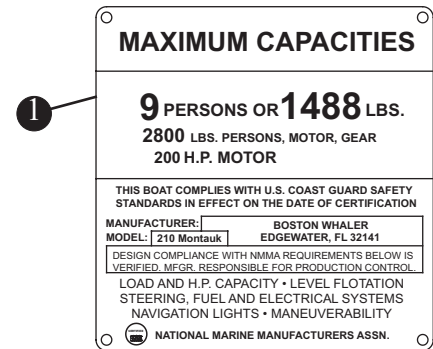 MAXIMUM CAPACITIES
1
9 PERSONS OR 1488 LBS.
2800 LBS. PERSONS, MOTOR, GEAR
200 H.P. MOTOR
THIS BOAT COMPLIES WITH U.S. COAST GUARD SAFETY
STANDARDS IN EFFECT ON THE DATE OF CERTIFICATION
MANUFACTURER: BOSTON WHALER
MODEL: 210 Montauk EDGEWATER, FL 32141
DESIGN COMPLIANCE WITH NMMA REQUIREMENTS BELOW IS
VERIFIED. MFGR. RESPONSIBLE FOR PRODUCTION CONTROL.
LOAD AND H.P. CAPACITY • LEVEL FLOTATION
STEERING, FUEL AND ELECTRICAL SYSTEMS
NAVIGATION LIGHTS • MANEUVERABILITY
NATIONAL MARINE MANUFACTURERS ASSN.